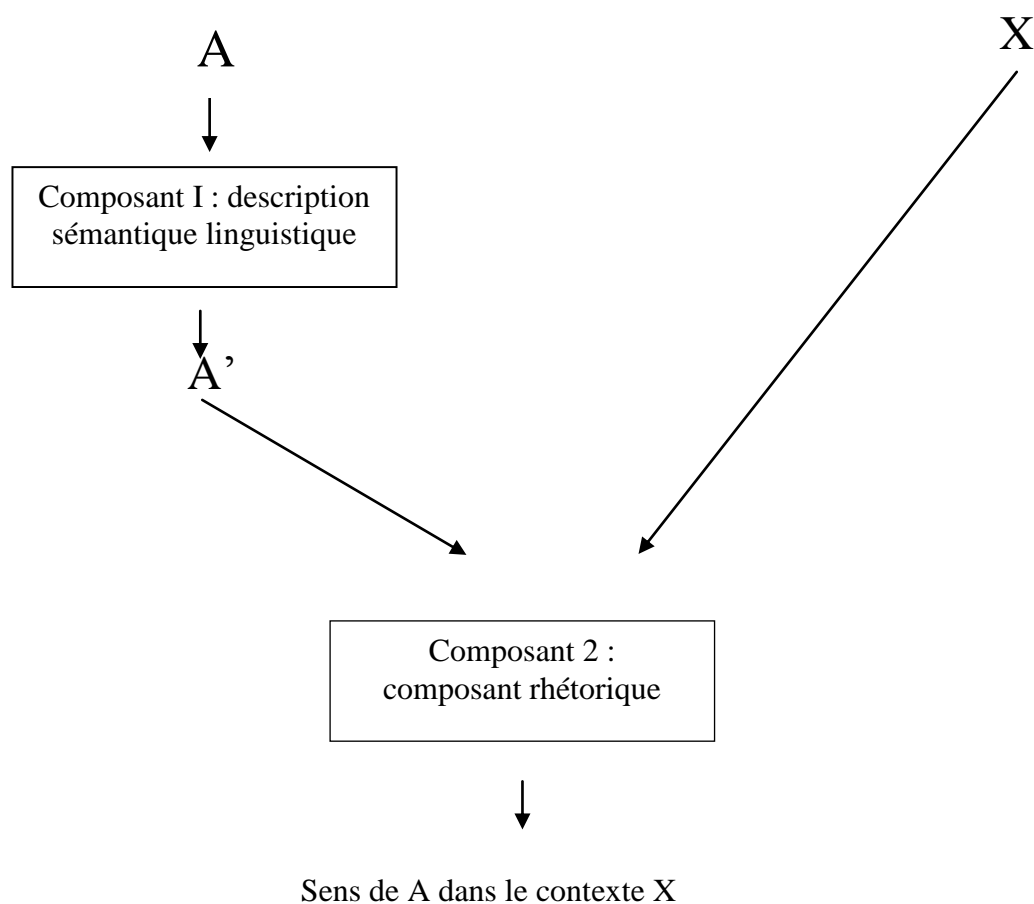 A
X
Composant I : description
sémantique linguistique
A’
Composant 2 :
composant rhétorique
Sens de A dans le contexte X